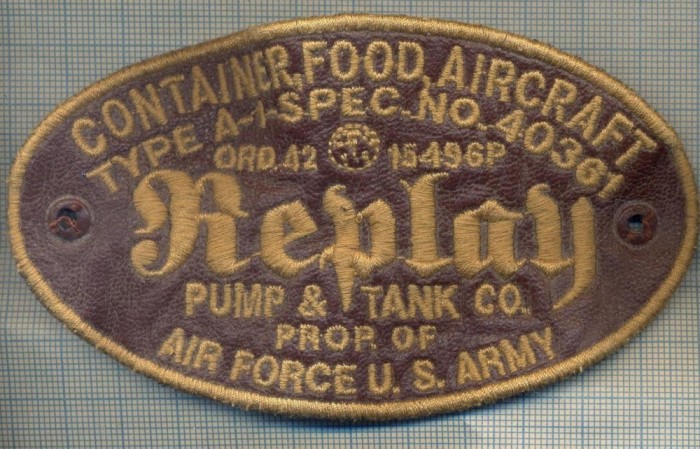 CONTAINER, FOOD, AIRCRAFT
TYPE A-1-SPEC. NO. 40361
ORD. 42 15496P
Replay
PUMP & TANK CO.
PROP. OF
AIR FORCE U. S. ARMY